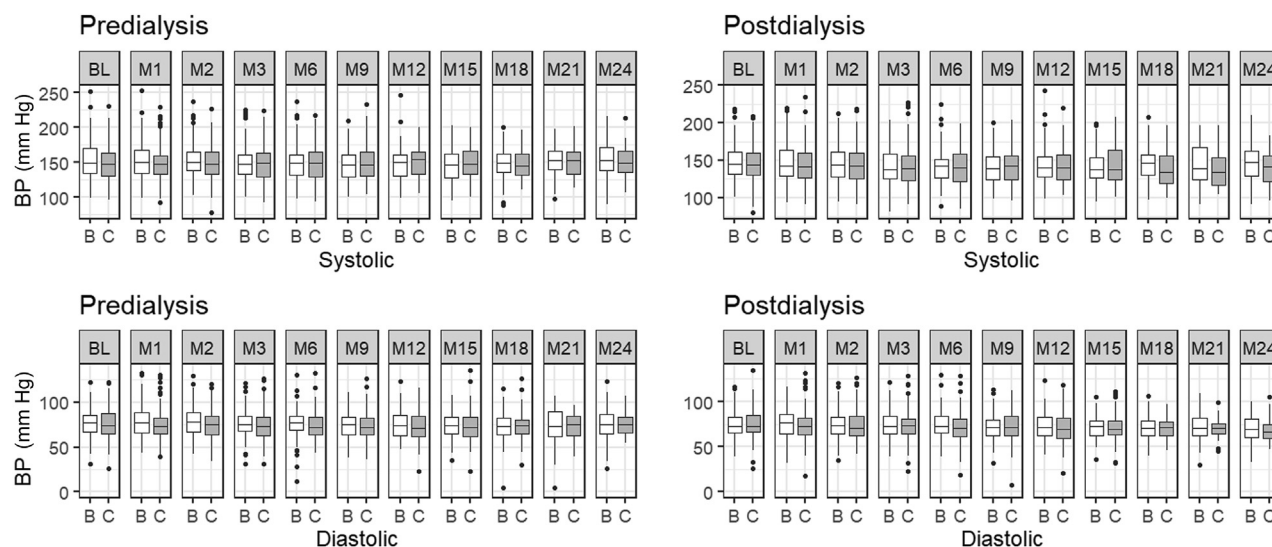 Predialysis
BL M1 M2 M3 M6 M9 M12 M15 M18 M21 M24
BP (mm Hg)
250
200
150
100
B C B C B C B C B C B C B C B C B C B C B C
Systolic
Postdialysis
BL M1 M2 M3 M6 M9 M12 M15 M18 M21 M24
250
200
150
100
B C B C B C B C B C B C B C B C B C B C B C
Systolic
Predialysis
BL M1 M2 M3 M6 M9 M12 M15 M18 M21 M24
BP (mm Hg)
100
50
0
B C B C B C B C B C B C B C B C B C B C B C
Diastolic
Postdialysis
BL M1 M2 M3 M6 M9 M12 M15 M18 M21 M24
100
50
0
B C B C B C B C B C B C B C B C B C B C B C
Diastolic